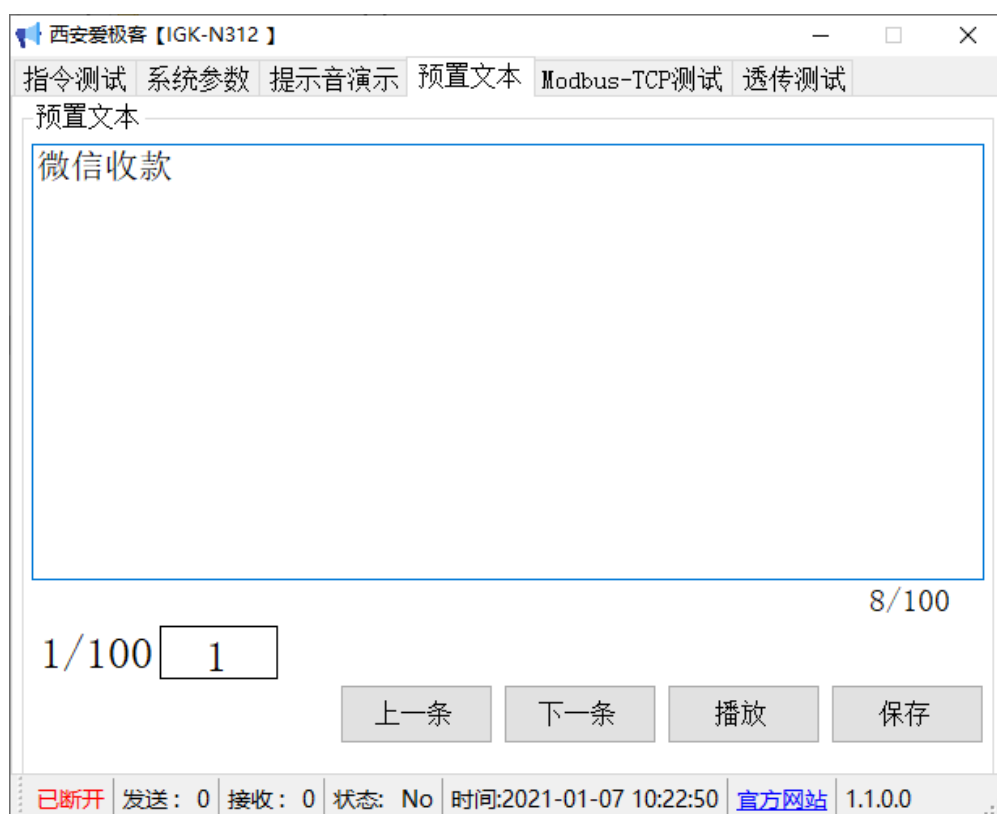 西安爱极客【IGK-N312 】
指令测试 系统参数 提示音演示 预置文本 Modbus-TCP测试 透传测试
预置文本
微信收款
8/100
1/100 1
上一条 下一条 播放 保存
已断开 发送： 0 接收： 0 状态: No 时间:2021-01-07 10:22:50 官方网站 1.1.0.0